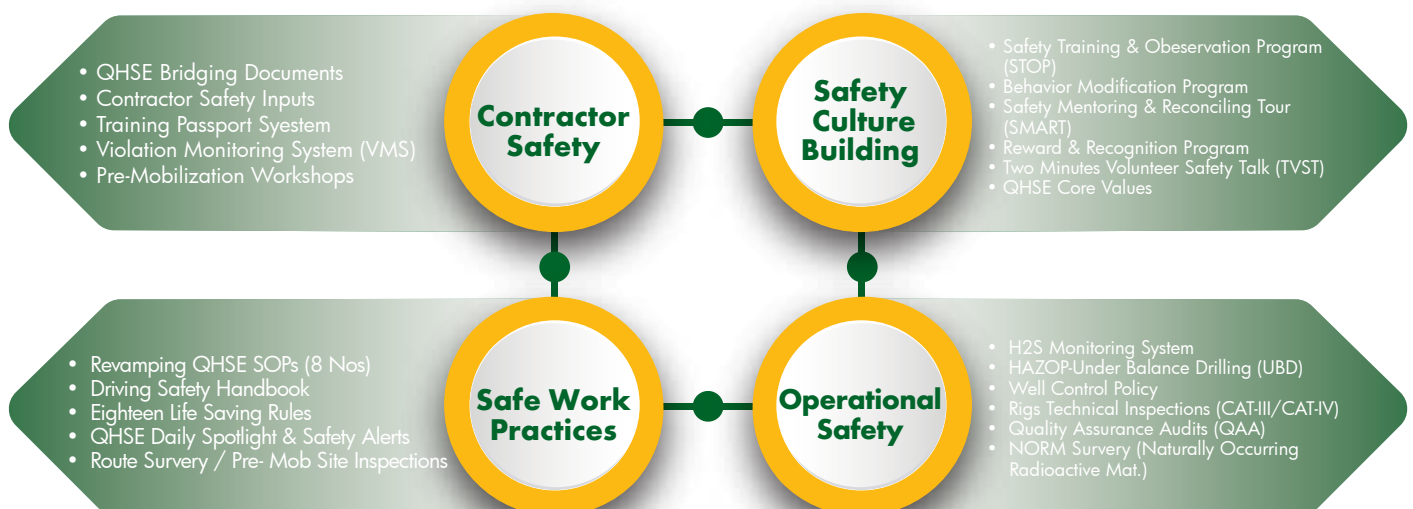 • QHSE Bridging Documents
• Contractor Safety Inputs
• Training Passport Syestem
• Violation Monitoring System (VMS)
• Pre-Mobilization Workshops
Contractor
Safety
Safety
Culture
Building
• Safety Training & Obeservation Program
(STOP)
• Behavior Modification Program
• Safety Mentoring & Reconciling Tour
(SMART)
• Reward & Recognition Program
• Two Minutes Volunteer Safety Talk (TVST)
• QHSE Core Values
• Revamping QHSE SOPs (8 Nos)
• Driving Safety Handbook
• Eighteen Life Saving Rules
• QHSE Daily Spotlight & Safety Alerts
• Route Survery / Pre- Mob Site Inspections
Safe Work
Practices
Operational
Safety
• H2S Monitoring System
• HAZOP-Under Balance Drilling (UBD)
• Well Control Policy
• Rigs Technical Inspections (CAT-III/CAT-IV)
• Quality Assurance Audits (QAA)
• NORM Survery (Naturally Occurring
Radioactive Mat.)